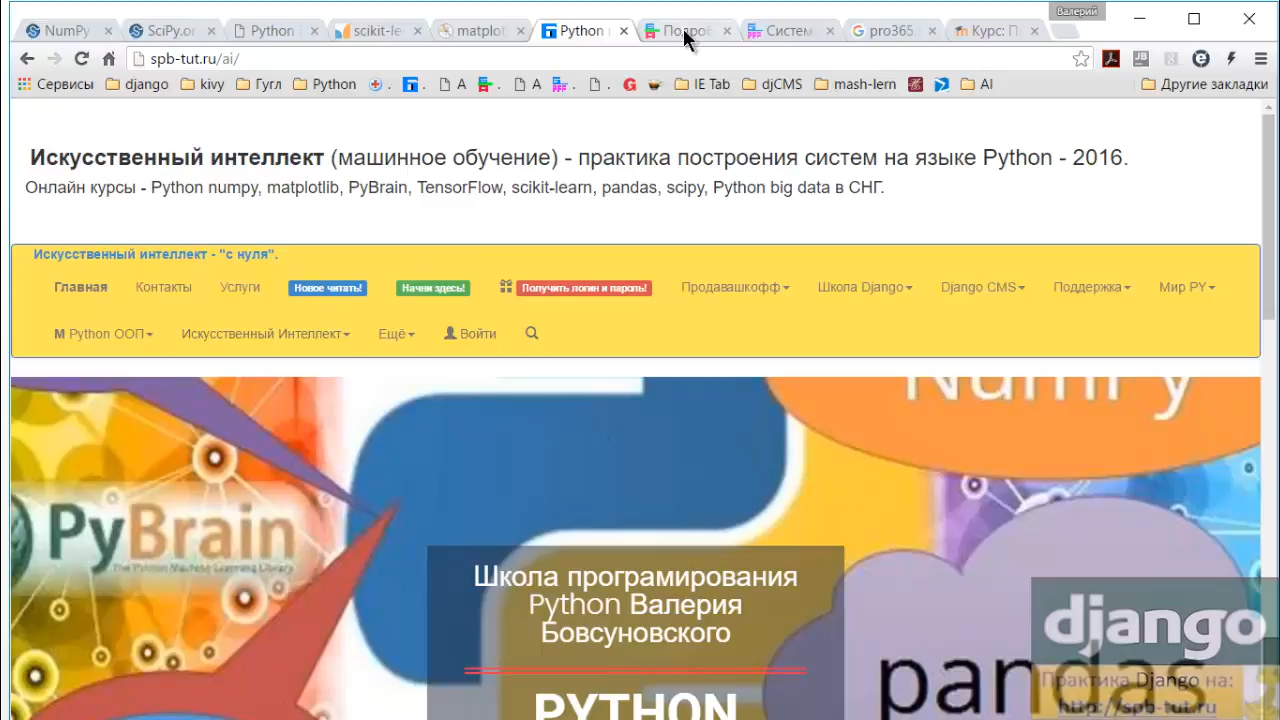 Валерий
NumPy
SciPy.or
Python
scikit-le
matplot
Python
Систем
pro365
Курс: П
spb-tut.ru/ai/
Сервисы django kivy Гугл Python . A . A . . IE Tab djCMS mash-lern AI Другие закладки
Искусственный интеллект (машинное обучение) - практика построения систем на языке Python - 2016.
Онлайн курсы - Python numpy, matplotlib, PyBrain, TensorFlow, scikit-learn, pandas, scipy, Python big data в СНГ.
Искусственный интеллект - "с нуля".
Главная Контакты Услуги Новое читать! Начни здесь! Получить логин и пароль! Продавашкофф Школа Django Django CMS Поддержка Мир PY
М Python ООП Искусственный Интеллект Ещё Войти
NumPy
PyBrain
The Python Machine Learning Library
Школа програмирования
Python Валерия
Бовсуновского
PYTHON
pandas
django
Практика Django на:
http://spb-tut.ru